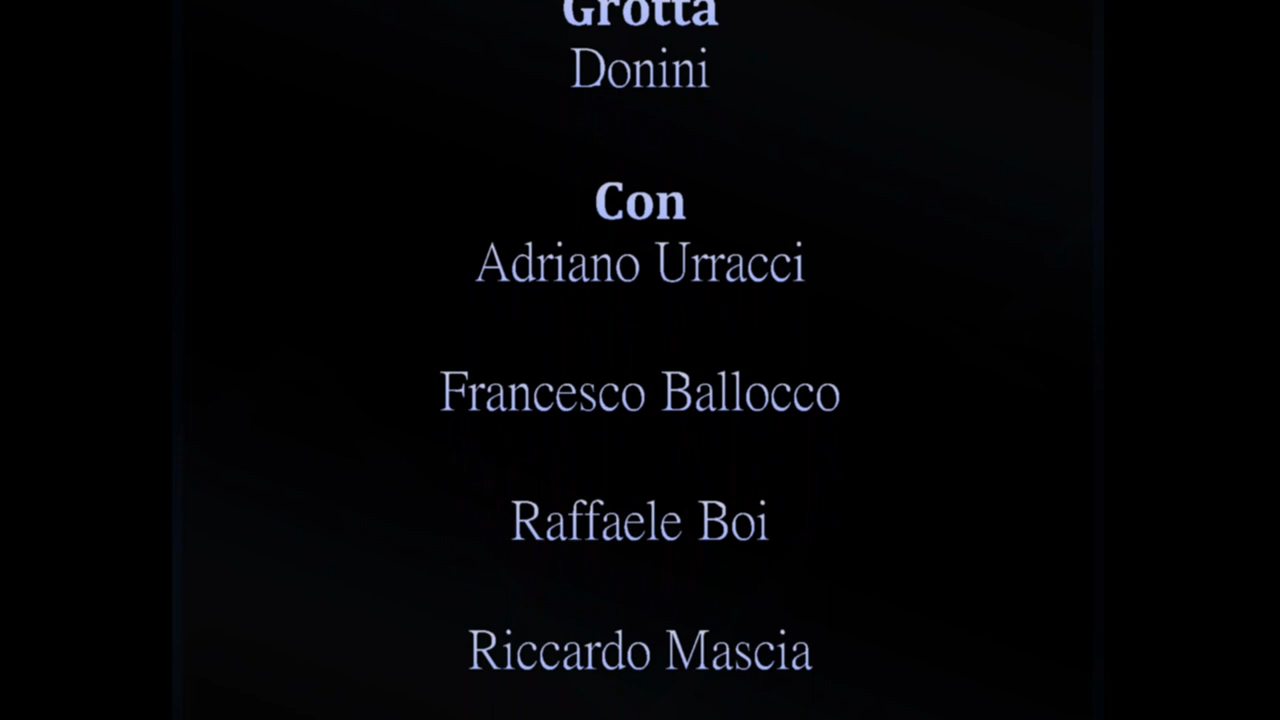 Grotta
Donini
Con
Adriano Urracci
Francesco Ballocco
Raffaele Boi
Riccardo Mascia